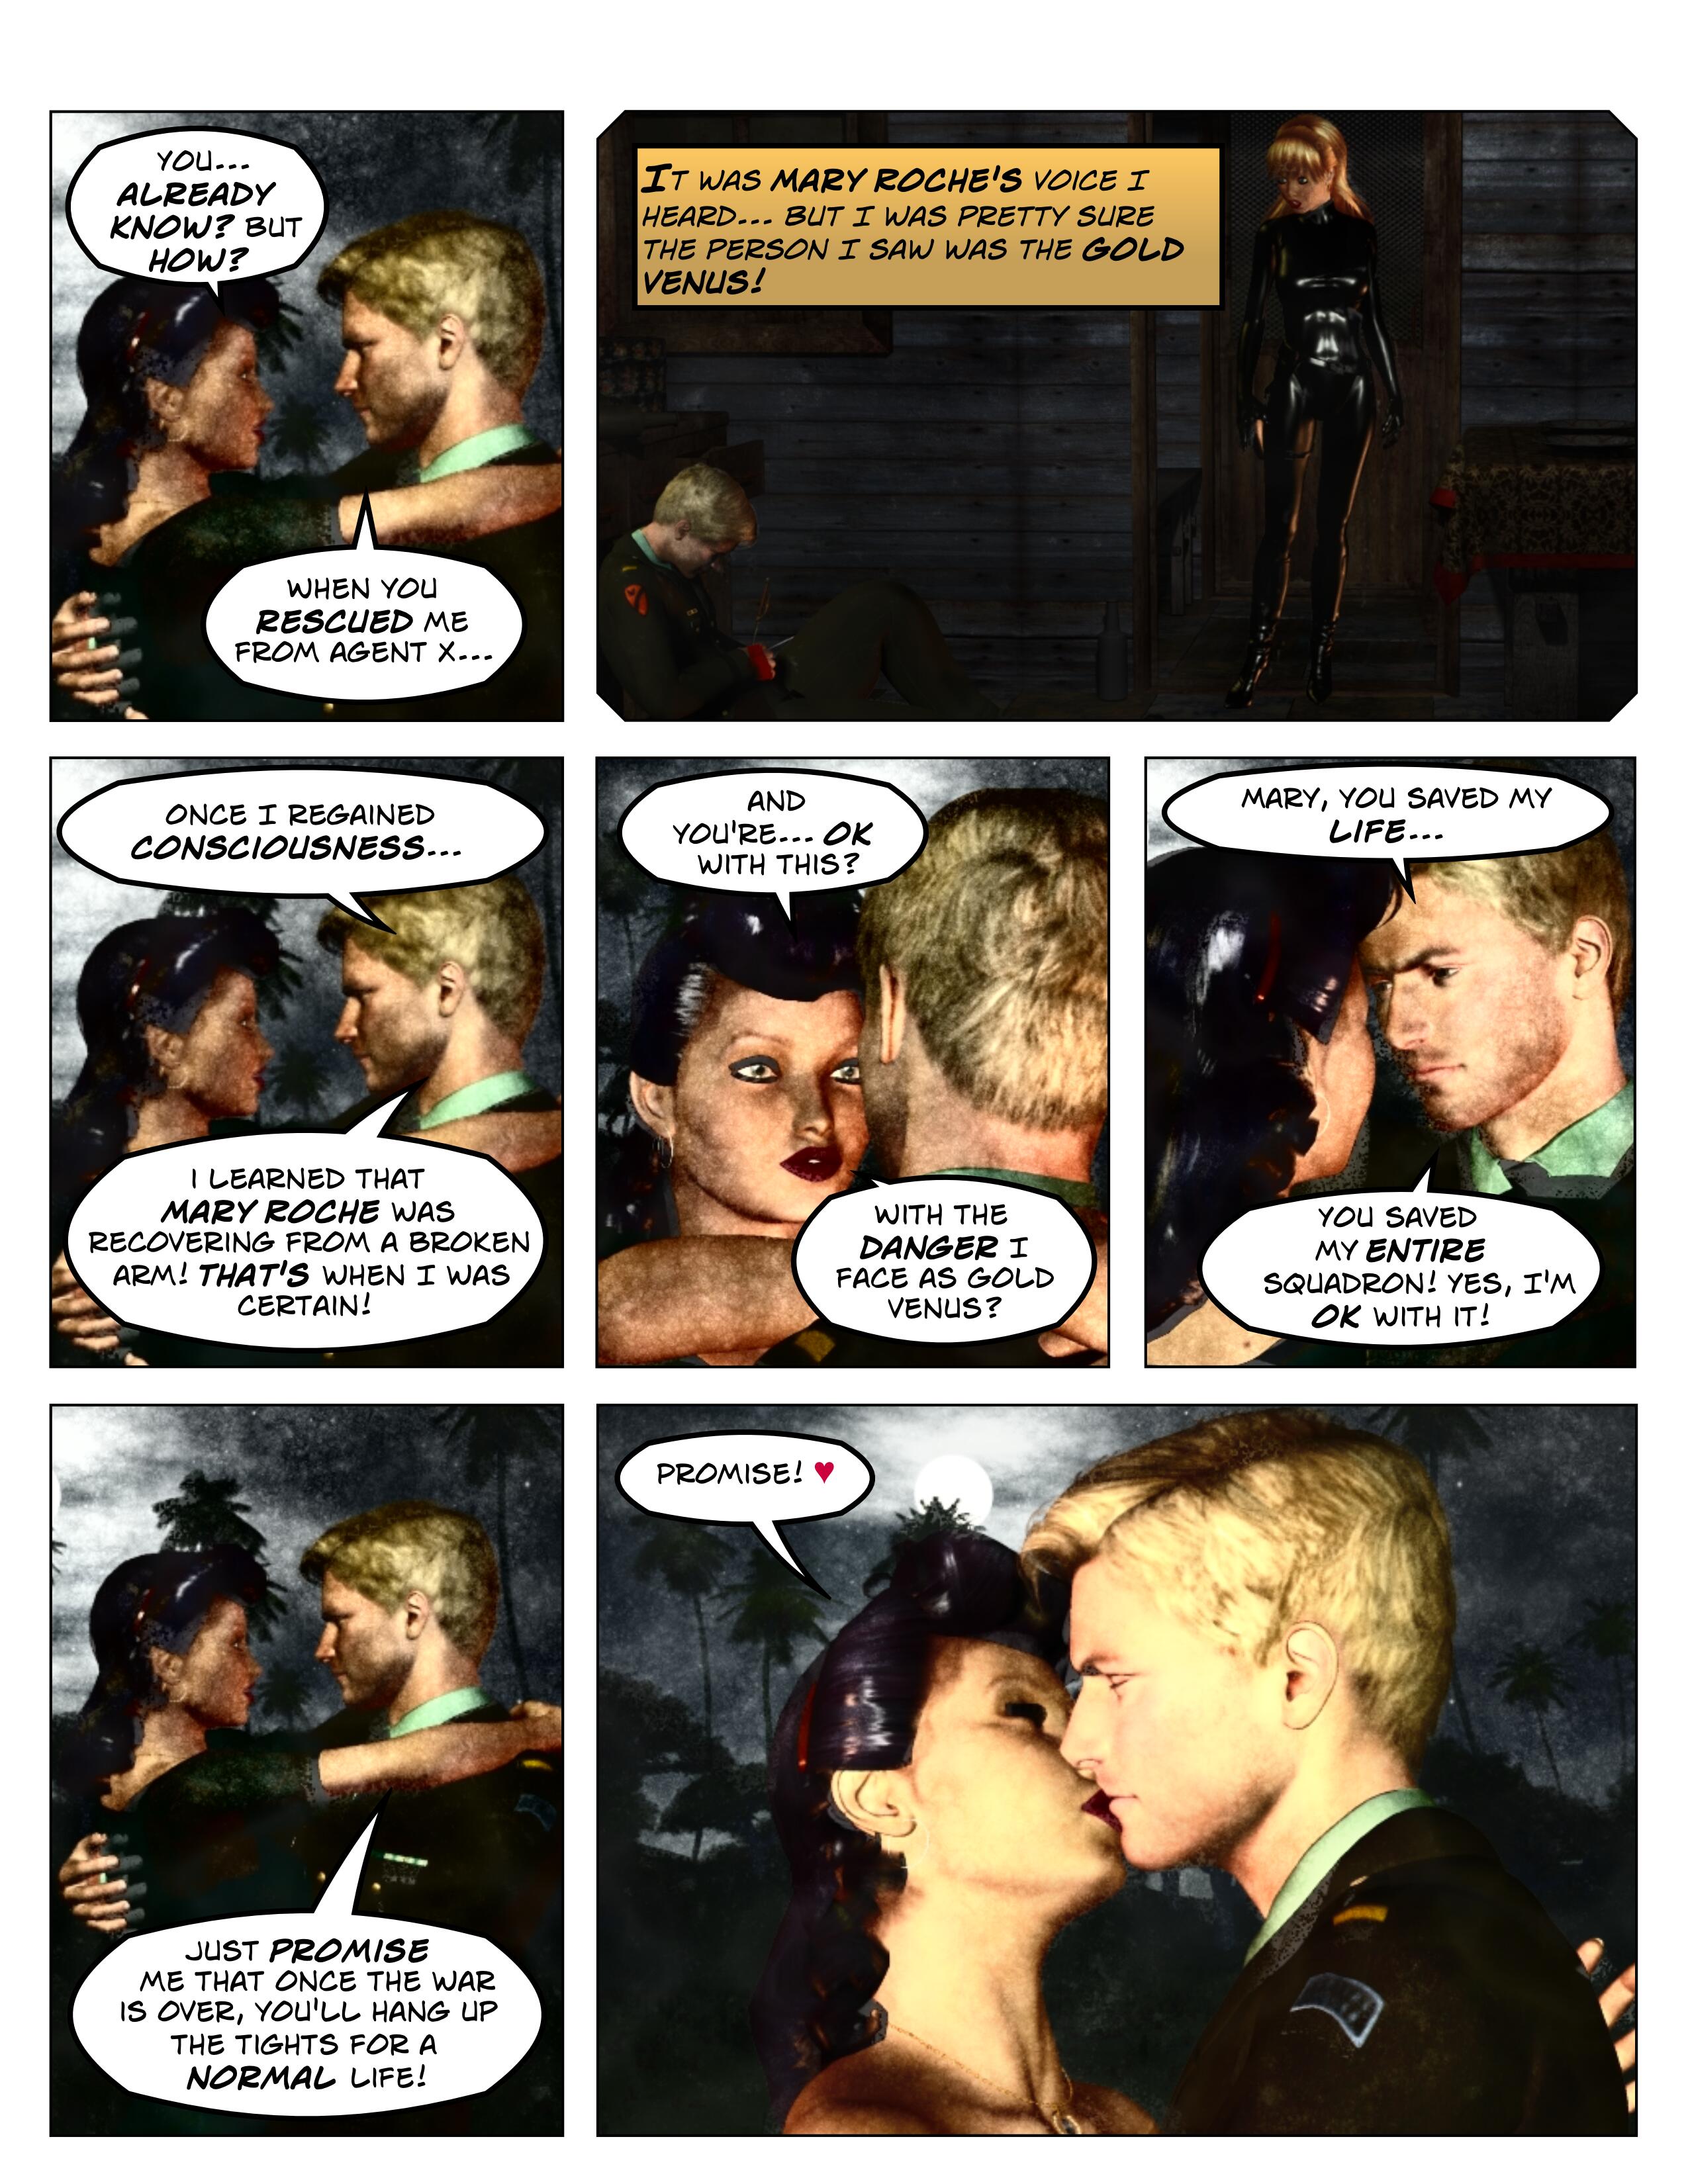 YOU...
ALREADY
KNOW? BUT
HOW?
WHEN YOU
RESCUED ME
FROM AGENT X...
IT WAS MARY ROCHE'S VOICE I
HEARD... BUT I WAS PRETTY SURE
THE PERSON I SAW WAS THE GOLD
VENUS!
ONCE I REGAINED
CONSCIOUSNESS...
I LEARNED THAT
MARY ROCHE WAS
RECOVERING FROM A BROKEN
ARM! THAT'S WHEN I WAS
CERTAIN!
AND
YOU'RE... OK
WITH THIS?
WITH THE
DANGER I
FACE AS GOLD
VENUS?
MARY, YOU SAVED MY
LIFE...
YOU SAVED
MY ENTIRE
SQUADRON! YES, I'M
OK WITH IT!
JUST PROMISE
ME THAT ONCE THE WAR
IS OVER, YOU'LL HANG UP
THE TIGHTS FOR A
NORMAL LIFE!
PROMISE! ♥